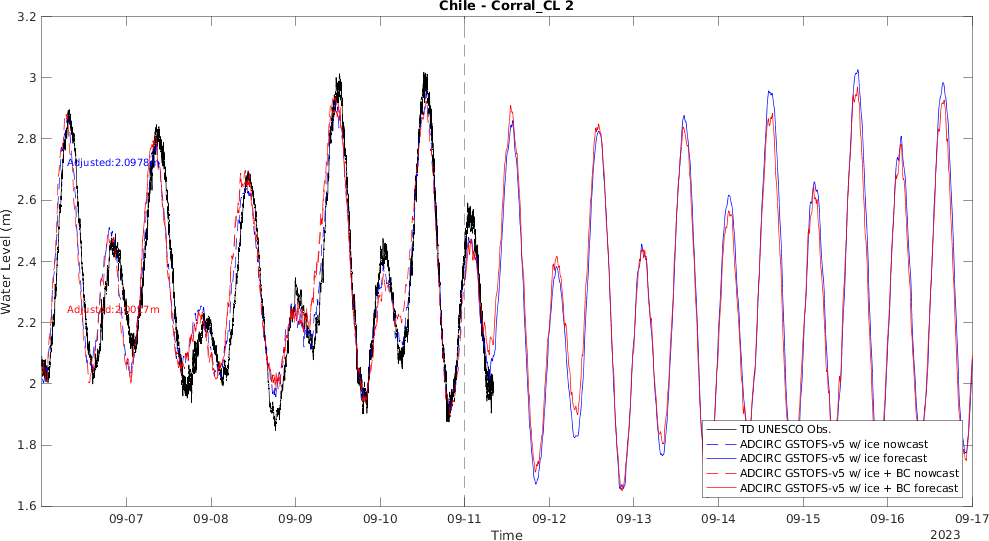 Chile - Corral_CL 2
Water Level (m)
3.2
3
2.8
2.6
2.4
2.2
2
1.8
1.6
Adjusted:2.0978m
TD UNESCO Obs.
ADCIRC GSTOFS-v5 w/ ice nowcast
ADCIRC GSTOFS-v5 w/ ice forecast
ADCIRC GSTOFS-v5 w/ ice + BC nowcast
ADCIRC GSTOFS-v5 w/ ice + BC forecast
09-07
09-08
09-09
09-10
09-11
09-12
09-13
09-14
09-15
09-16
09-17
Time
2023